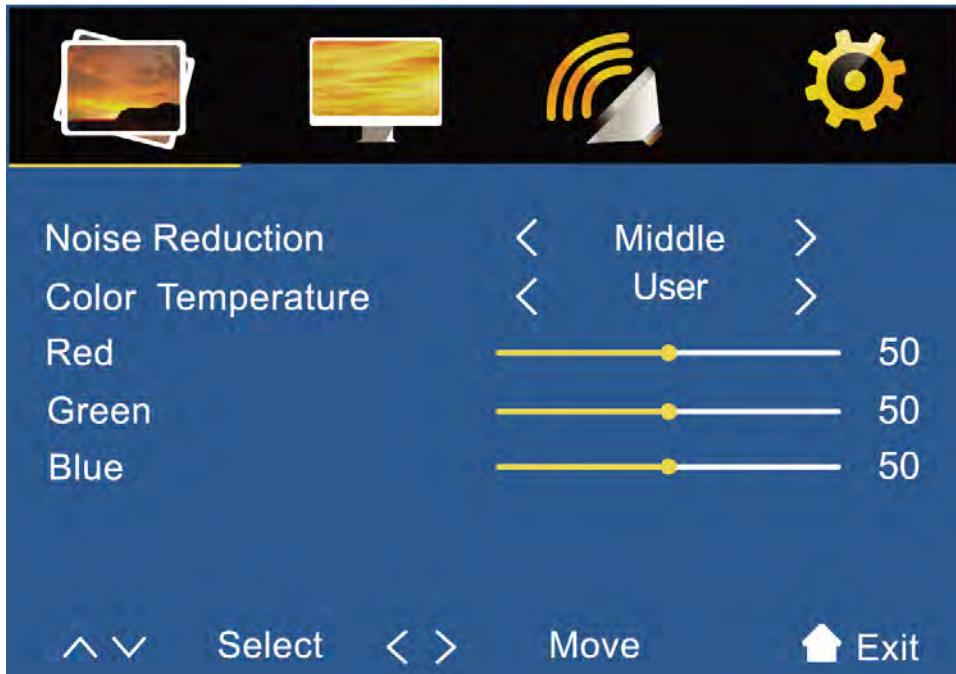 Noise Reduction < Middle >
Color Temperature < User >
Red 50
Green 50
Blue 50
Select < > Move Exit